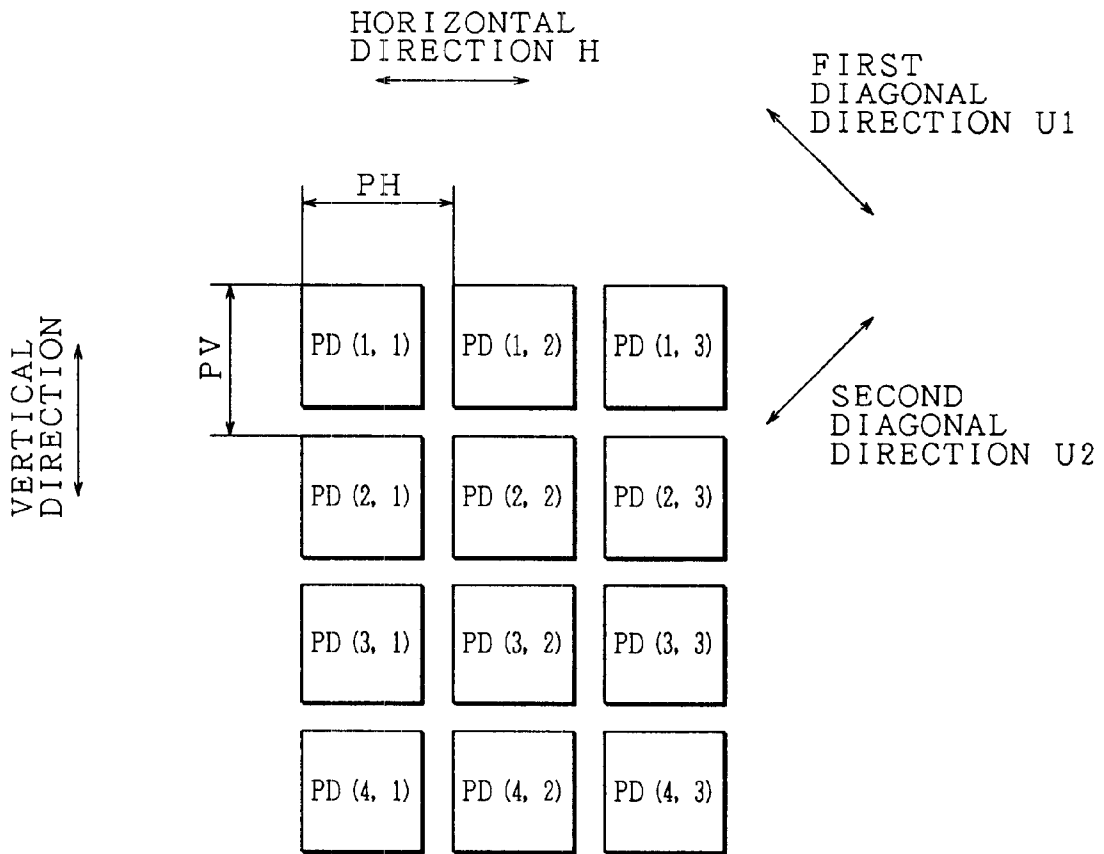 HORIZONTAL
DIRECTION H
FIRST
DIAGONAL
DIRECTION U1
PH
PV
VERTICAL
DIRECTION
PD (1, 1)
PD (1, 2)
PD (1, 3)
SECOND
DIAGONAL
DIRECTION U2
PD (2, 1)
PD (2, 2)
PD (2, 3)
PD (3, 1)
PD (3, 2)
PD (3, 3)
PD (4, 1)
PD (4, 2)
PD (4, 3)